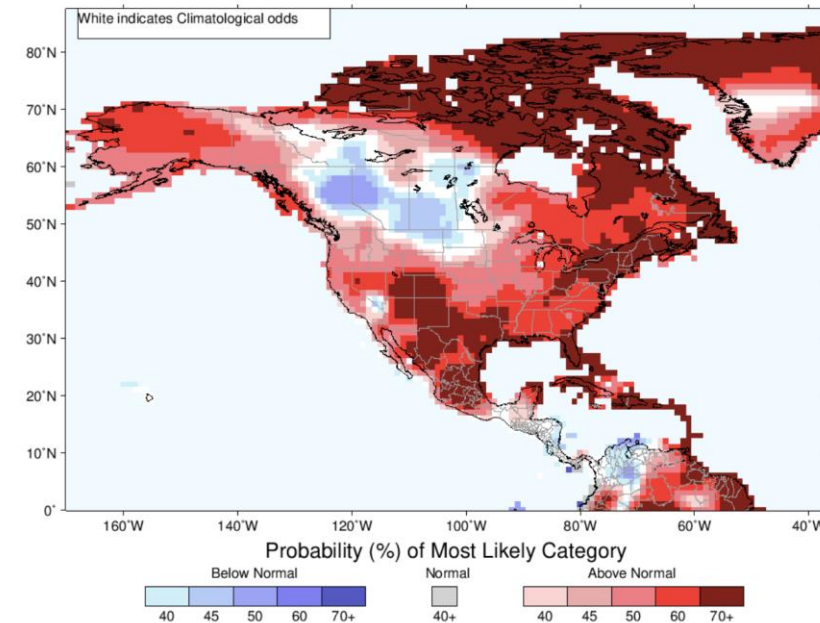 White indicates Climatological odds
80°N
70°N
60°N
50°N
40°N
30°N
20°N
10°N
0°
160°W 140°W 120°W 100°W 80°W 60°W 40°W
Probability (%) of Most Likely Category
Below Normal Normal Above Normal
40 45 50 60 70+ 40+ 40 45 50 60 70+